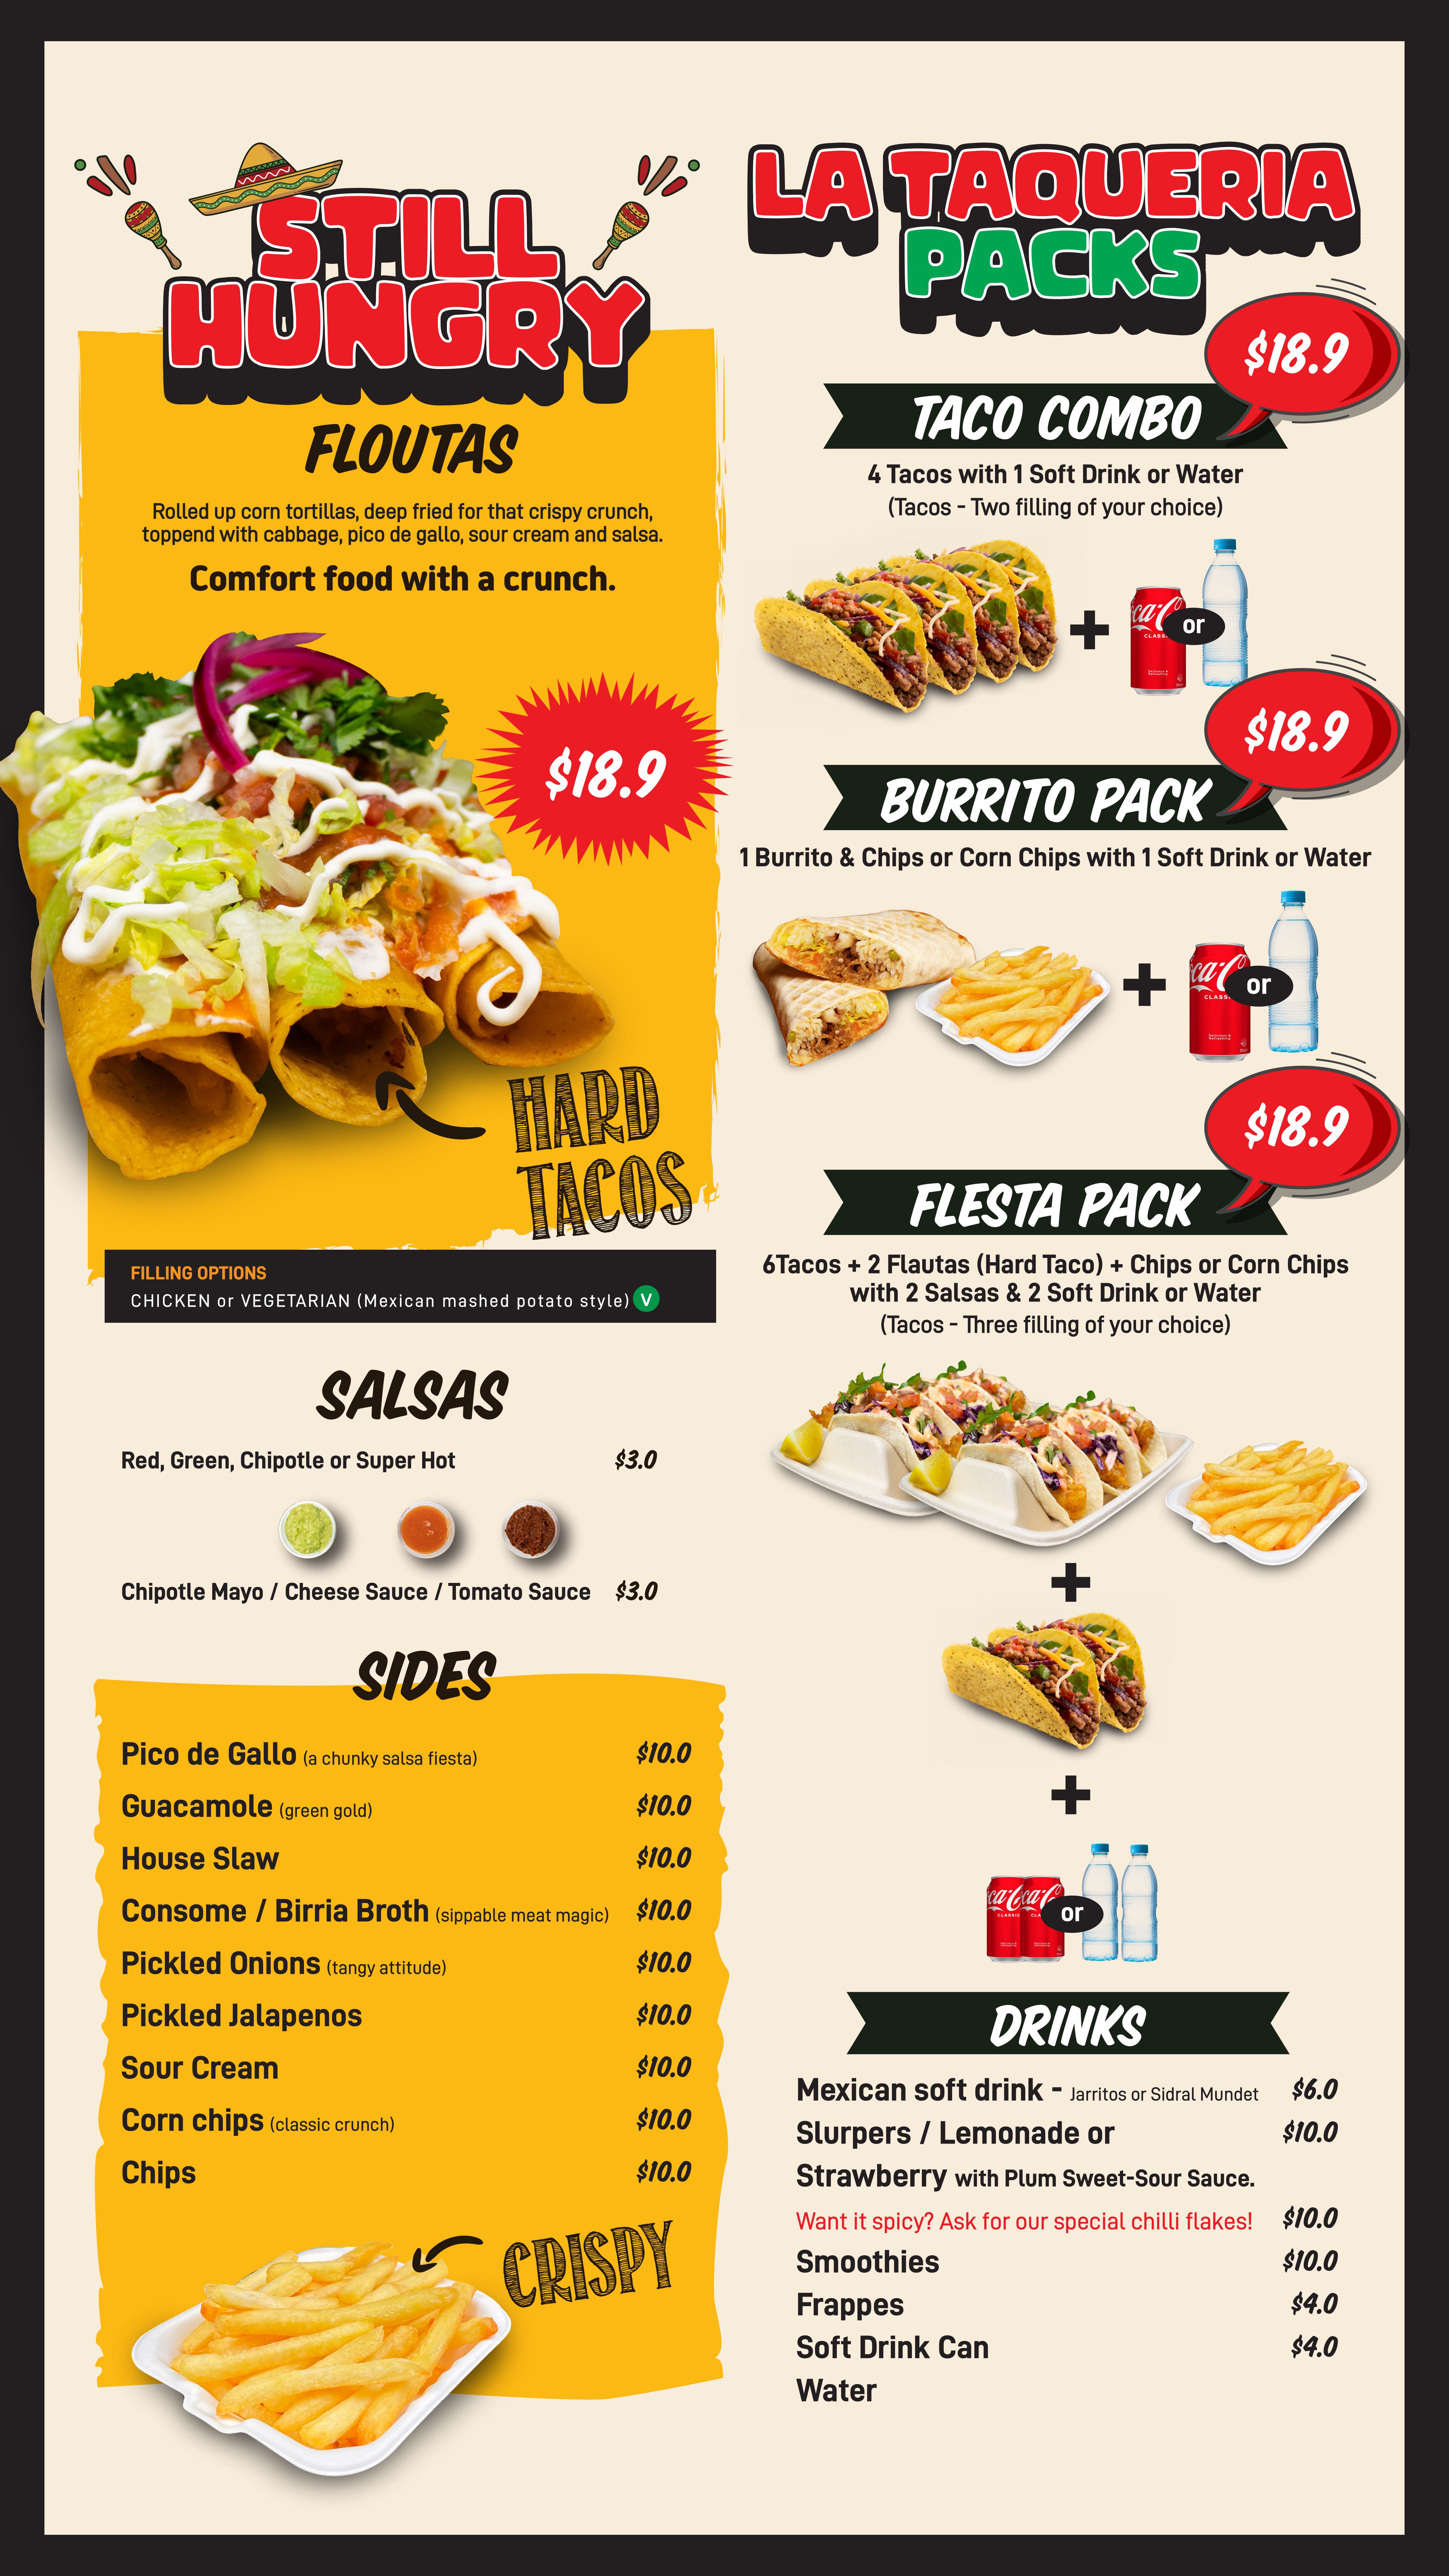 STILL
HUNGRY
FLOUTAS
Rolled up corn tortillas, deep fried for that crispy crunch,
toppend with cabbage, pico de gallo, sour cream and salsa.
Comfort food with a crunch.
$18.9
HARD
TACOS
FILLING OPTIONS
CHICKEN or VEGETARIAN (Mexican mashed potato style) V
SALSAS
Red, Green, Chipotle or Super Hot $3.0
Chipotle Mayo / Cheese Sauce / Tomato Sauce $3.0
SIDES
Pico de Gallo (a chunky salsa fiesta) $10.0
Guacamole (green gold) $10.0
House Slaw $10.0
Consome / Birria Broth (sippable meat magic) $10.0
Pickled Onions (tangy attitude) $10.0
Pickled Jalapenos $10.0
Sour Cream $10.0
Corn chips (classic crunch) $10.0
Chips $10.0
CRISPY
LA TAQUERIA
PACKS
$18.9
TACO COMBO
4 Tacos with 1 Soft Drink or Water
(Tacos - Two filling of your choice)
+ or
$18.9
BURRITO PACK
1 Burrito & Chips or Corn Chips with 1 Soft Drink or Water
+ or
$18.9
FLESTA PACK
6Tacos + 2 Flautas (Hard Taco) + Chips or Corn Chips
with 2 Salsas & 2 Soft Drink or Water
(Tacos - Three filling of your choice)
+
+
or
DRINKS
Mexican soft drink - Jarritos or Sidral Mundet $6.0
Slurpers / Lemonade or $10.0
Strawberry with Plum Sweet-Sour Sauce.
Want it spicy? Ask for our special chilli flakes! $10.0
Smoothies $10.0
Frappes $4.0
Soft Drink Can $4.0
Water